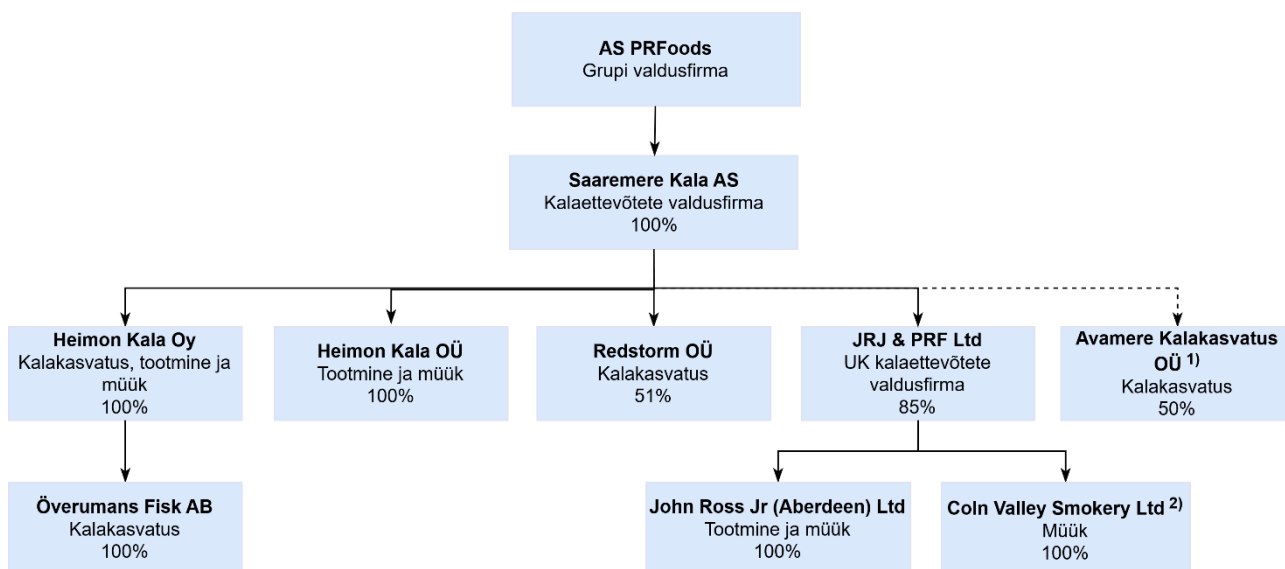 AS PRFoods
Grupi valdusfirma
Saaremere Kala AS
Kalaettevõtete valdusfirma
100%
Heimon Kala Oy
Kalakasvatus, tootmine ja
müük
100%
Heimon Kala OÜ
Tootmine ja müük
100%
Redstorm OÜ
Kalakasvatus
51%
JRJ & PRF Ltd
UK kalaettevõtete
valdusfirma
85%
Avamere Kalakasvatus
OÜ 1)
Kalakasvatus
50%
Överumans Fisk AB
Kalakasvatus
100%
John Ross Jr (Aberdeen) Ltd
Tootmine ja müük
100%
Coln Valley Smokery Ltd 2)
Müük
100%